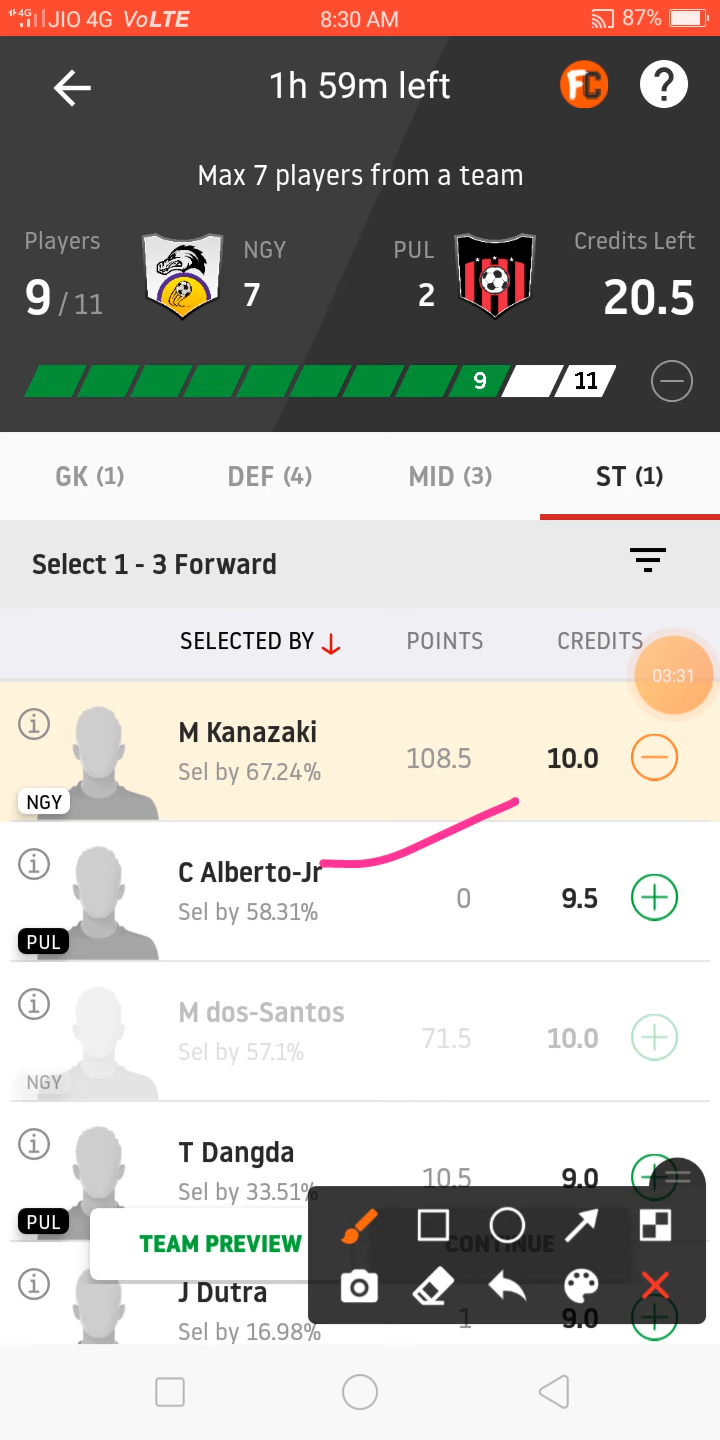 4G JIO 4G VoLTE 8:30 AM 87%
1h 59m left FC ?
Max 7 players from a team
Players NGY PUL Credits Left
9 / 11 7 2 20.5
9 11
GK (1) DEF (4) MID (3) ST (1)
Select 1 - 3 Forward
SELECTED BY POINTS CREDITS
03:31
M Kanazaki
Sel by 67.24% 108.5 10.0
NGY
C Alberto-Jr
Sel by 58.31% 0 9.5
PUL
M dos-Santos
Sel by 57.1% 71.5 10.0
NGY
T Dangda
Sel by 33.51% 10.5 9.0
PUL
TEAM PREVIEW CONTINUE
J Dutra
Sel by 16.98% 1 9.0